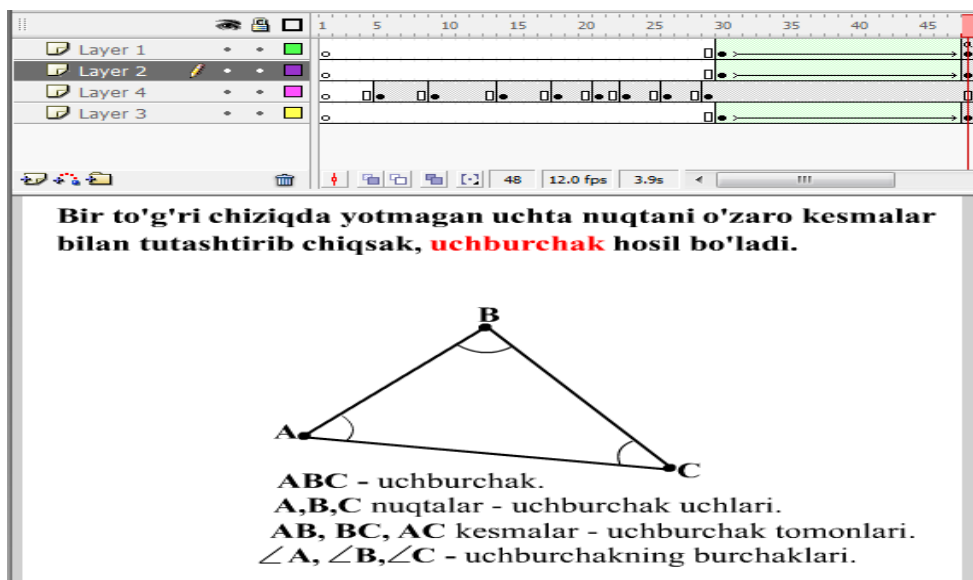 1 5 10 15 20 25 30 35 40 45
Layer 1
Layer 2
Layer 4
Layer 3
48 12.0 fps 3.9s
Bir to'g'ri chiziqda yotmagan uchta nuqtani o'zaro kesmalar
bilan tutashtirib chiqsak, uchburchak hosil bo'ladi.
B
A
C
ABC - uchburchak.
A,B,C nuqtalar - uchburchak uchlari.
AB, BC, AC kesmalar - uchburchak tomonlari.
∠A, ∠B,∠C - uchburchakning burchaklari.